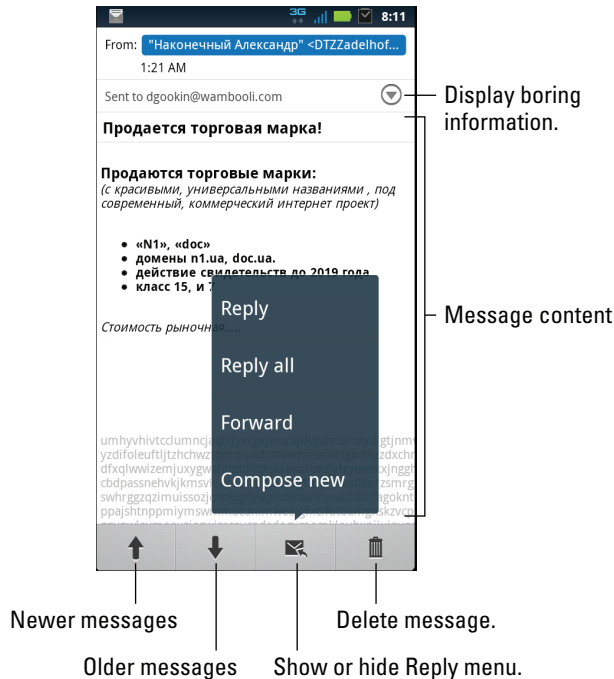 3G 8:11
From: "Наконечный Александр" <DTZZadelhof...
1:21 AM
Sent to dgookin@wambooli.com
Display boring
information.
Продается торговая марка!
Продаются торговые марки:
(с красивыми, универсальными названиями , под
современный, коммерческий интернет проект)
• «N1», «doc»
• домены n1.ua, doc.ua.
• действие свидетельств до 2019 года
• класс 15, и 7
Стоимость рыночная.....
Message content
Reply
Reply all
Forward
Compose new
Newer messages
Delete message.
Older messages
Show or hide Reply menu.